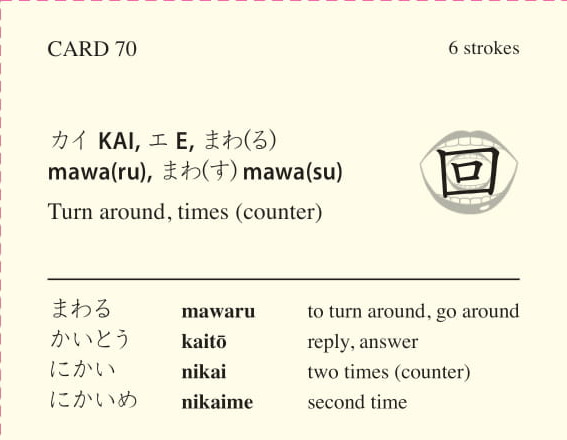 CARD 70 6 strokes
カイ KAI, エ E, まわ(る)
mawa(ru), まわ(す) mawa(su)
回
Turn around, times (counter)
まわる mawaru to turn around, go around
かいとう kaitō reply, answer
にかい nikai two times (counter)
にかいめ nikaime second time